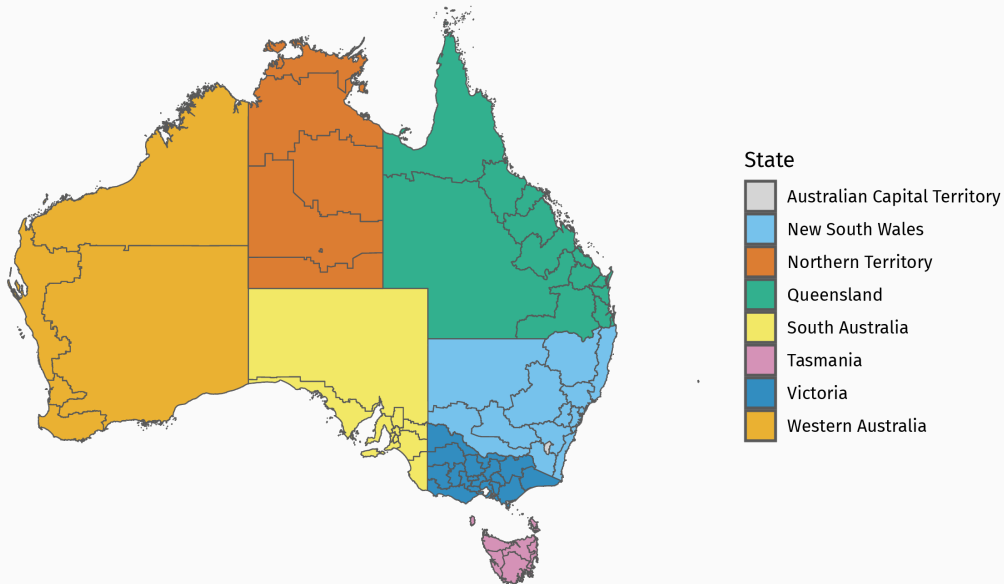 State
Australian Capital Territory
New South Wales
Northern Territory
Queensland
South Australia
Tasmania
Victoria
Western Australia